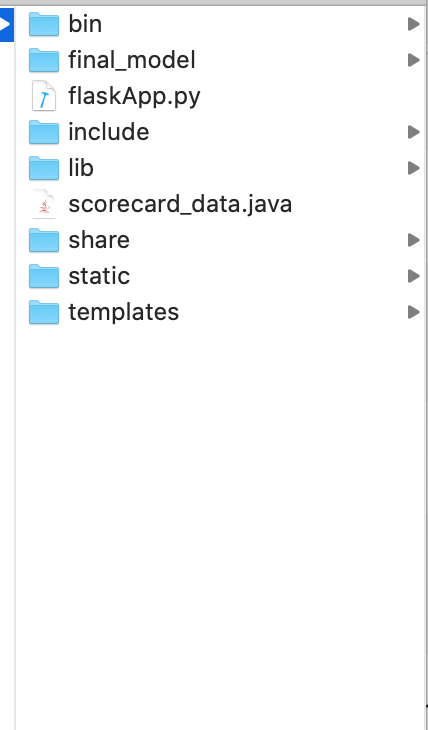 bin
final_model
flaskApp.py
include
lib
scorecard_data.java
share
static
templates